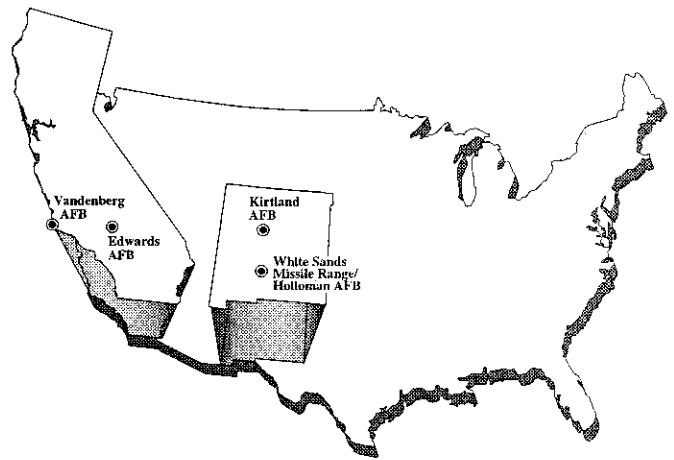 Vandenberg
AFB
Edwards
AFB
Kirtland
AFB
White Sands
Missile Range/
Holloman AFB